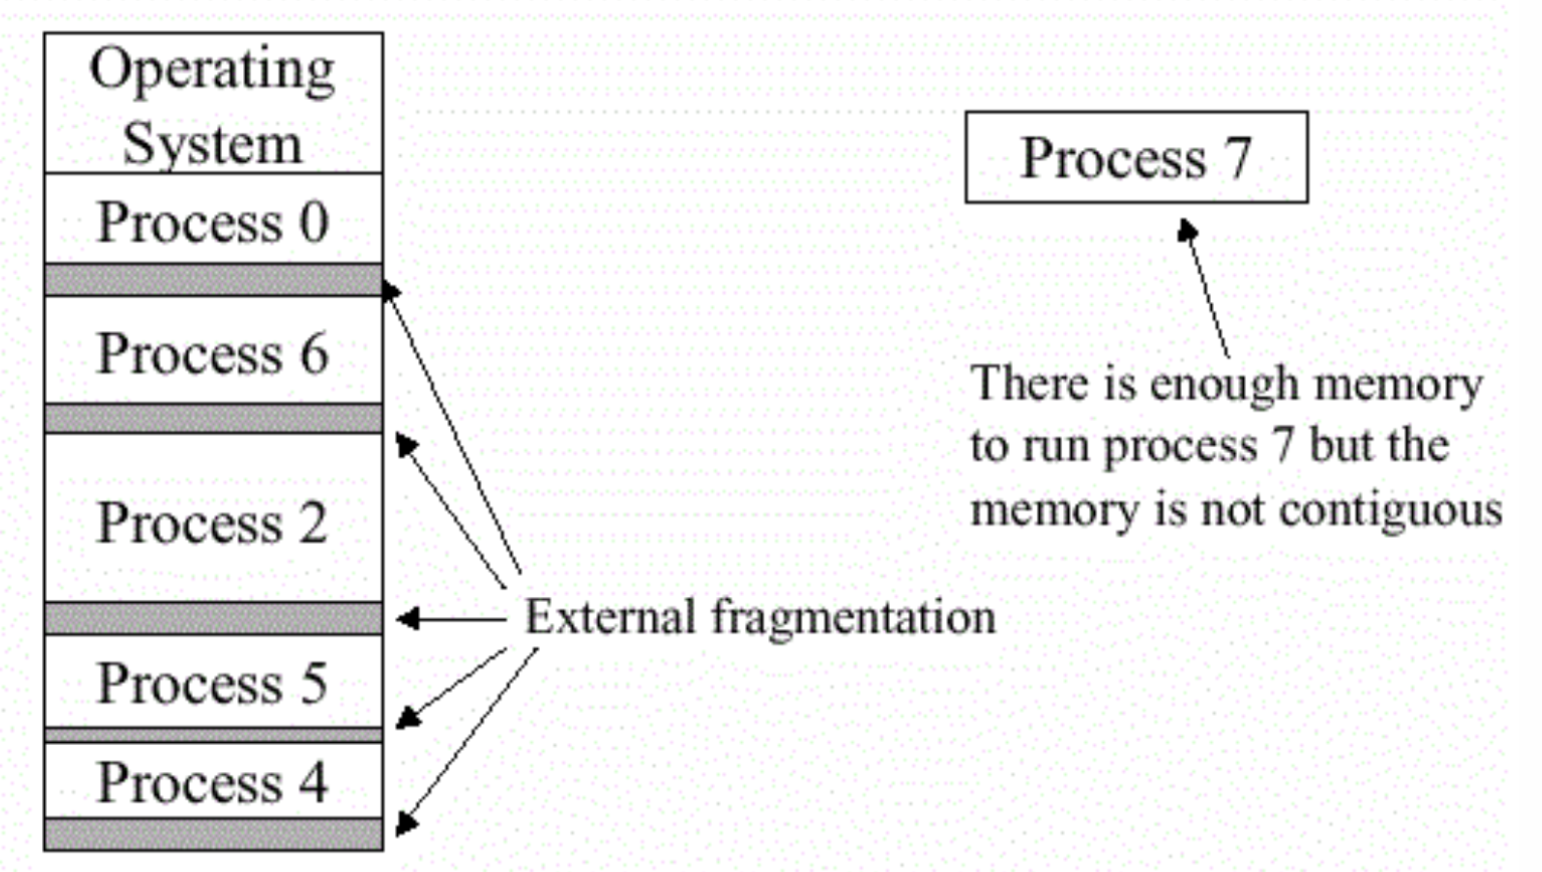 Operating
System
Process 0
Process 6
Process 2
Process 5
Process 4
External fragmentation
Process 7
There is enough memory
to run process 7 but the
memory is not contiguous